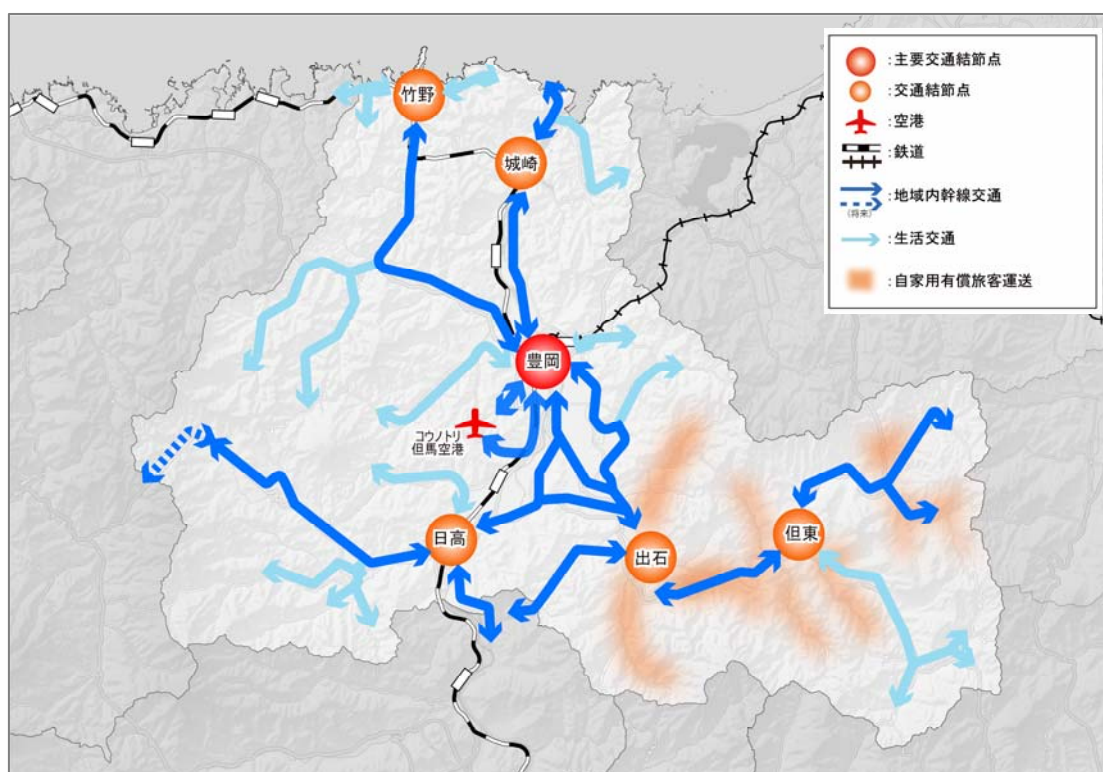 :主要交通結節点
:交通結節点
:空港
:鉄道
:地域内幹線交通
(将来)
:生活交通
:自家用有償旅客運送
竹野
城崎
豊岡
コウノトリ
但馬空港
日高
出石
但東